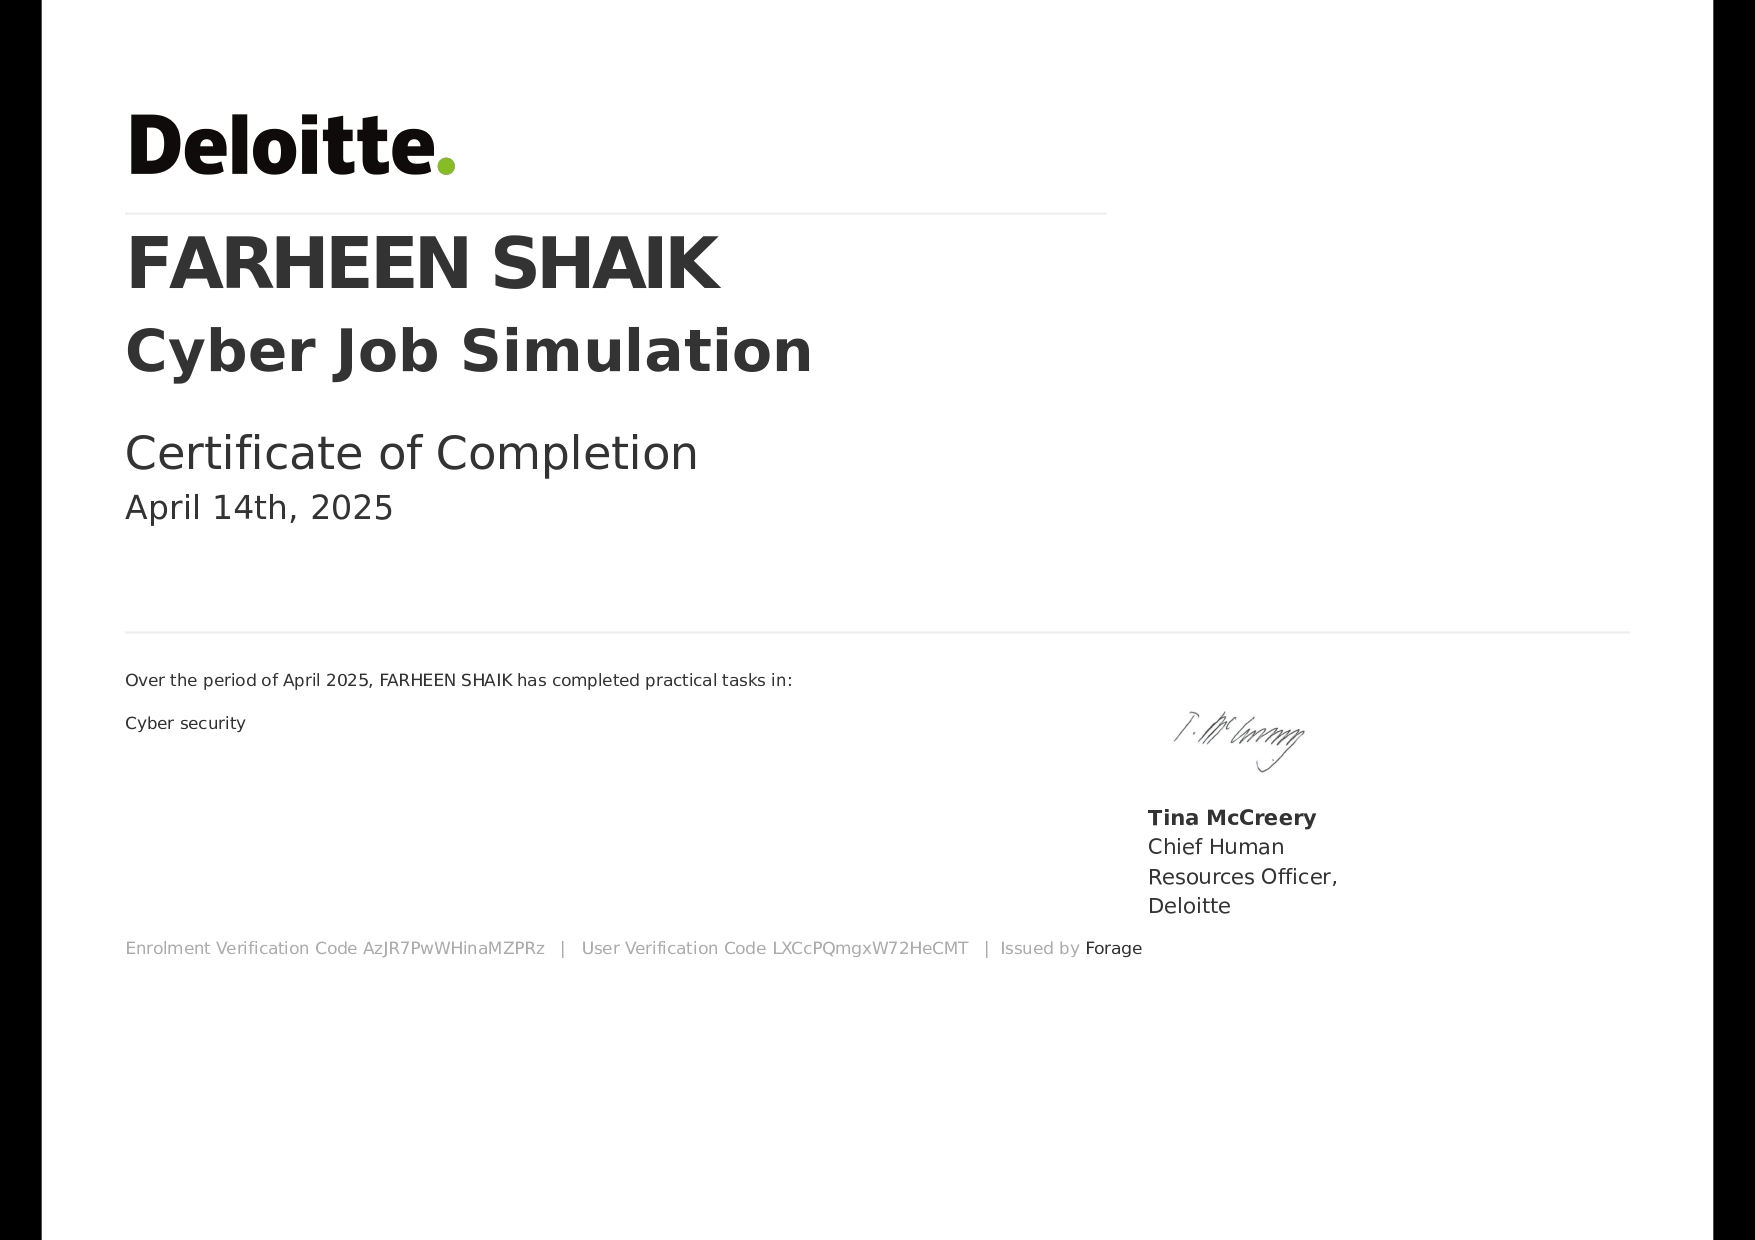 Deloitte.
FARHEEN SHAIK
Cyber Job Simulation
Certificate of Completion
April 14th, 2025
Over the period of April 2025, FARHEEN SHAIK has completed practical tasks in:
Cyber security
T. McCreery
Tina McCreery
Chief Human
Resources Officer,
Deloitte
Enrolment Verification Code AzJR7PwWHinaMZPRz | User Verification Code LXCcPQmgxW72HeCMT | Issued by Forage